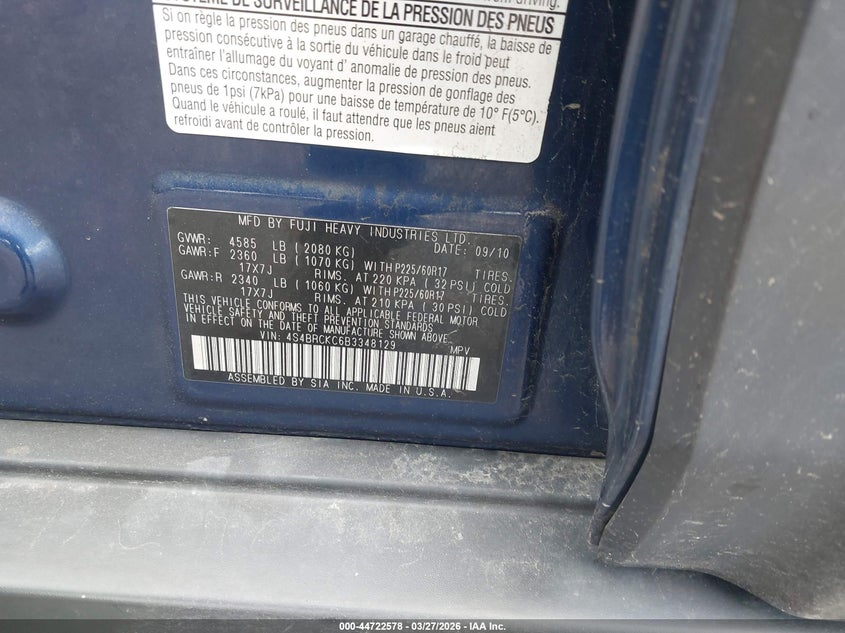 driving.
SYSTÈME DE SURVEILLANCE DE LA PRESSION DES PNEUS
Si on règle la pression des pneus dans un garage chauffé, la baisse de
pression consécutive à la sortie du véhicule dans le froid peut
entraîner l'allumage du voyant d' anomalie de pression des pneus.
Dans ces circonstances, augmenter la pression de gonflage des
pneus de 1psi (7kPa) pour une baisse de température de 10° F(5°C).
Quand le véhicule a roulé, il faut attendre que les pneus aient
refroidi avant de contrôler la pression.
MFD BY FUJI HEAVY INDUSTRIES LTD.
GVWR: 4585 LB (2080 KG) DATE: 09/10
GAWR:F 2360 LB (1070 KG) WITH P225/60R17 TIRES.
17X7J RIMS. AT 220 KPA (32 PSI) COLD
GAWR:R 2340 LB (1060 KG) WITH P225/60R17 TIRES.
17X7J RIMS. AT 210 KPA (30 PSI) COLD
THIS VEHICLE CONFORMS TO ALL APPLICABLE FEDERAL MOTOR
VEHICLE SAFETY AND THEFT PREVENTION STANDARDS
IN EFFECT ON THE DATE OF MANUFACTURE SHOWN ABOVE.
VIN: 4S4BRCKC6B3348129 MPV
ASSEMBLED BY SIA INC. MADE IN U.S.A.
000-44722578 - 03/27/2026 - IAA Inc.